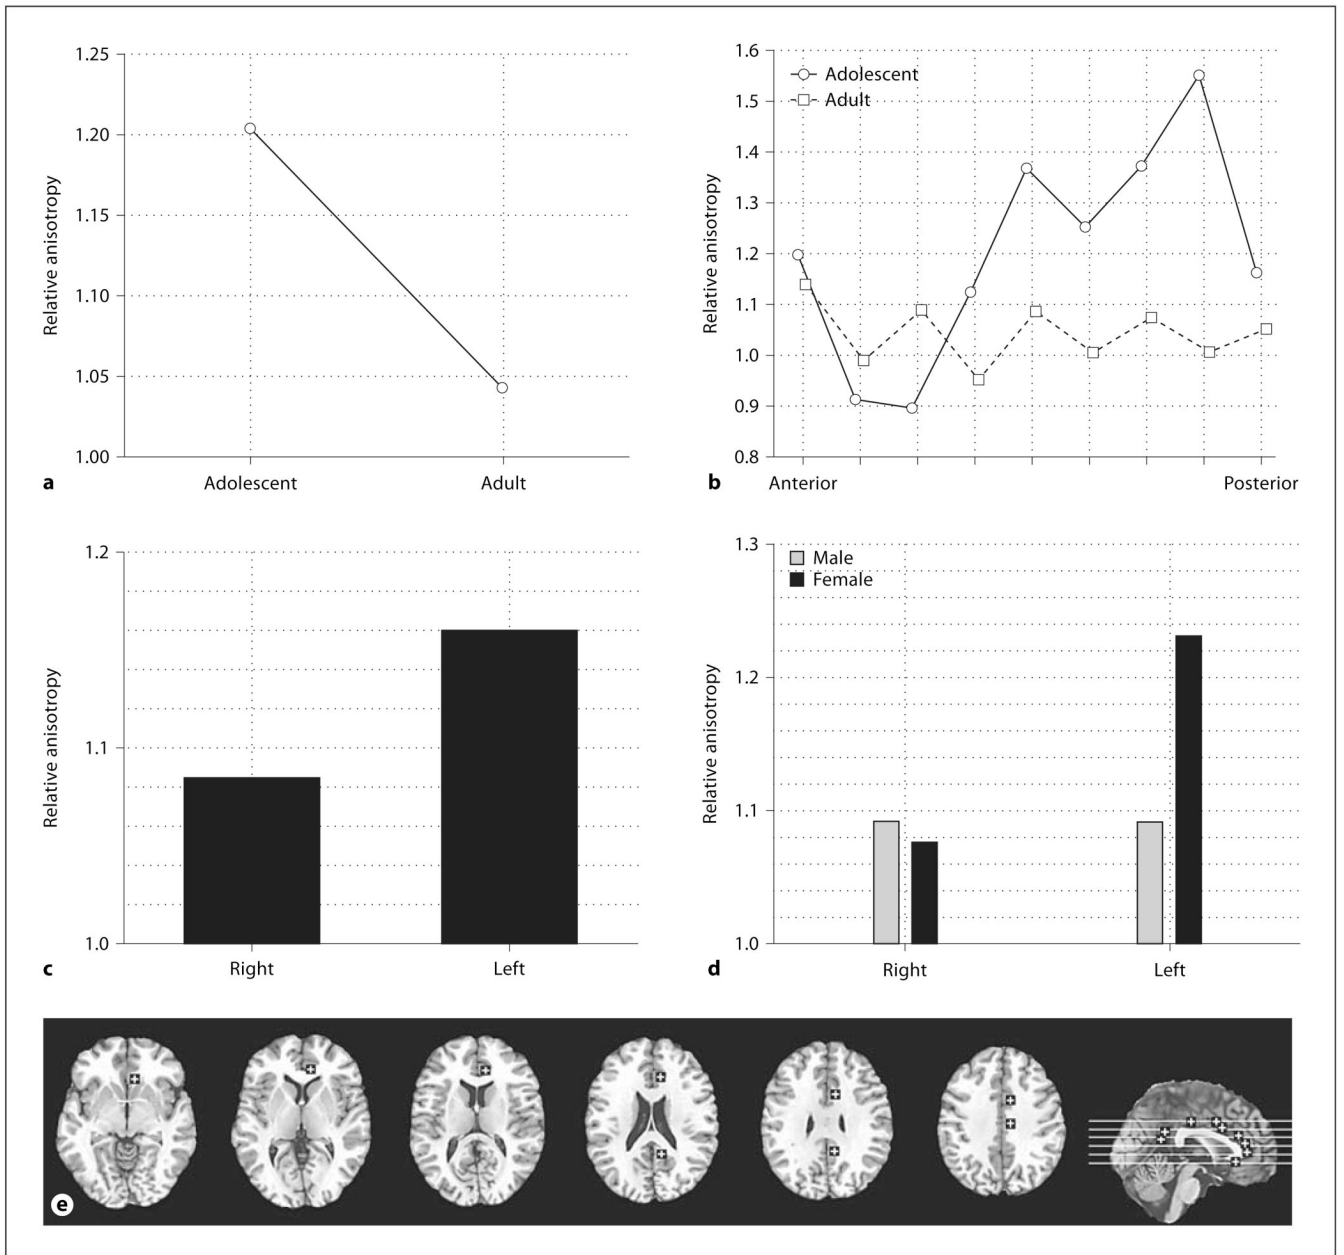 1.25
1.20
1.15
1.10
1.05
1.00
Relative anisotropy
Adolescent
Adult
a
1.6
1.5
1.4
1.3
1.2
1.1
1.0
0.9
0.8
Relative anisotropy
Adolescent
Adult
Anterior
Posterior
b
1.2
1.1
1.0
Relative anisotropy
Right
Left
c
1.3
1.2
1.1
1.0
Relative anisotropy
Male
Female
Right
Left
d
e